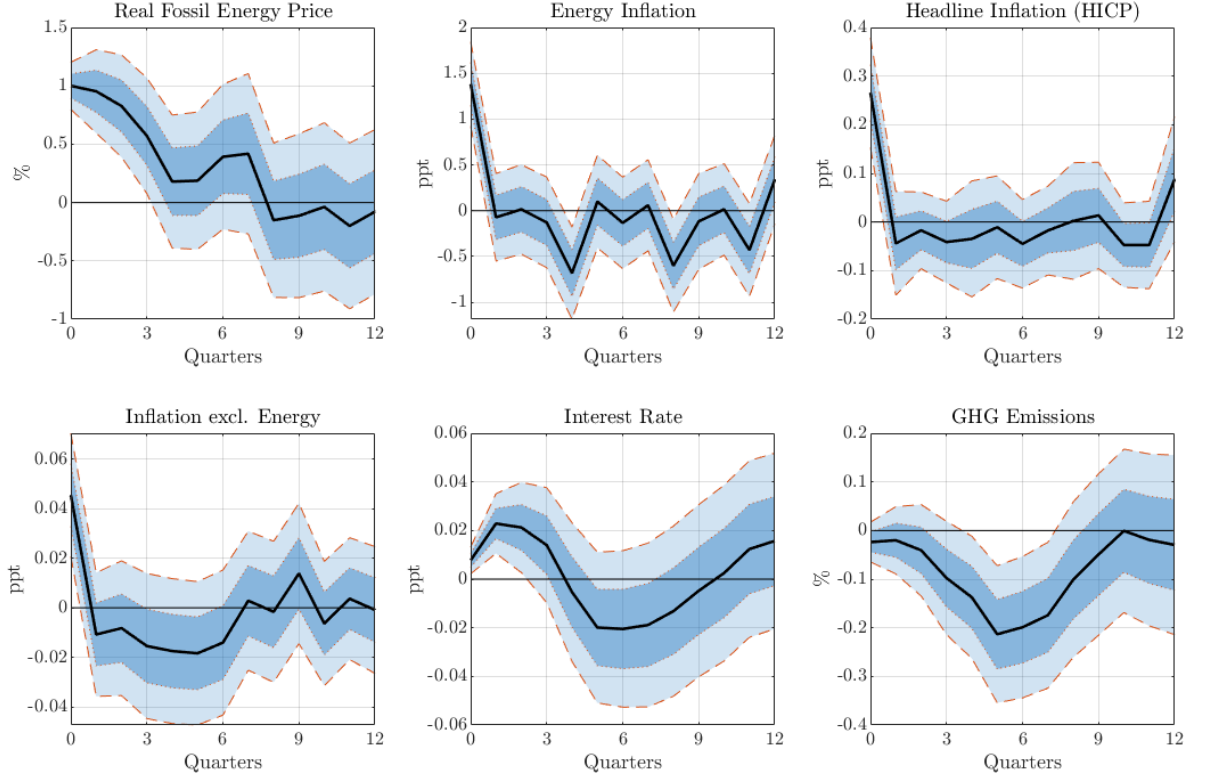 Real Fossil Energy Price
1.5
1
0.5
0
-0.5
-1
%
0 3 6 9 12
Quarters
Energy Inflation
2
1.5
1
0.5
0
-0.5
-1
ppt
0 3 6 9 12
Quarters
Headline Inflation (HICP)
0.4
0.3
0.2
0.1
0
-0.1
-0.2
ppt
0 3 6 9 12
Quarters
Inflation excl. Energy
0.06
0.04
0.02
0
-0.02
-0.04
ppt
0 3 6 9 12
Quarters
Interest Rate
0.06
0.04
0.02
0
-0.02
-0.04
-0.06
ppt
0 3 6 9 12
Quarters
GHG Emissions
0.2
0.1
0
-0.1
-0.2
-0.3
-0.4
%
0 3 6 9 12
Quarters